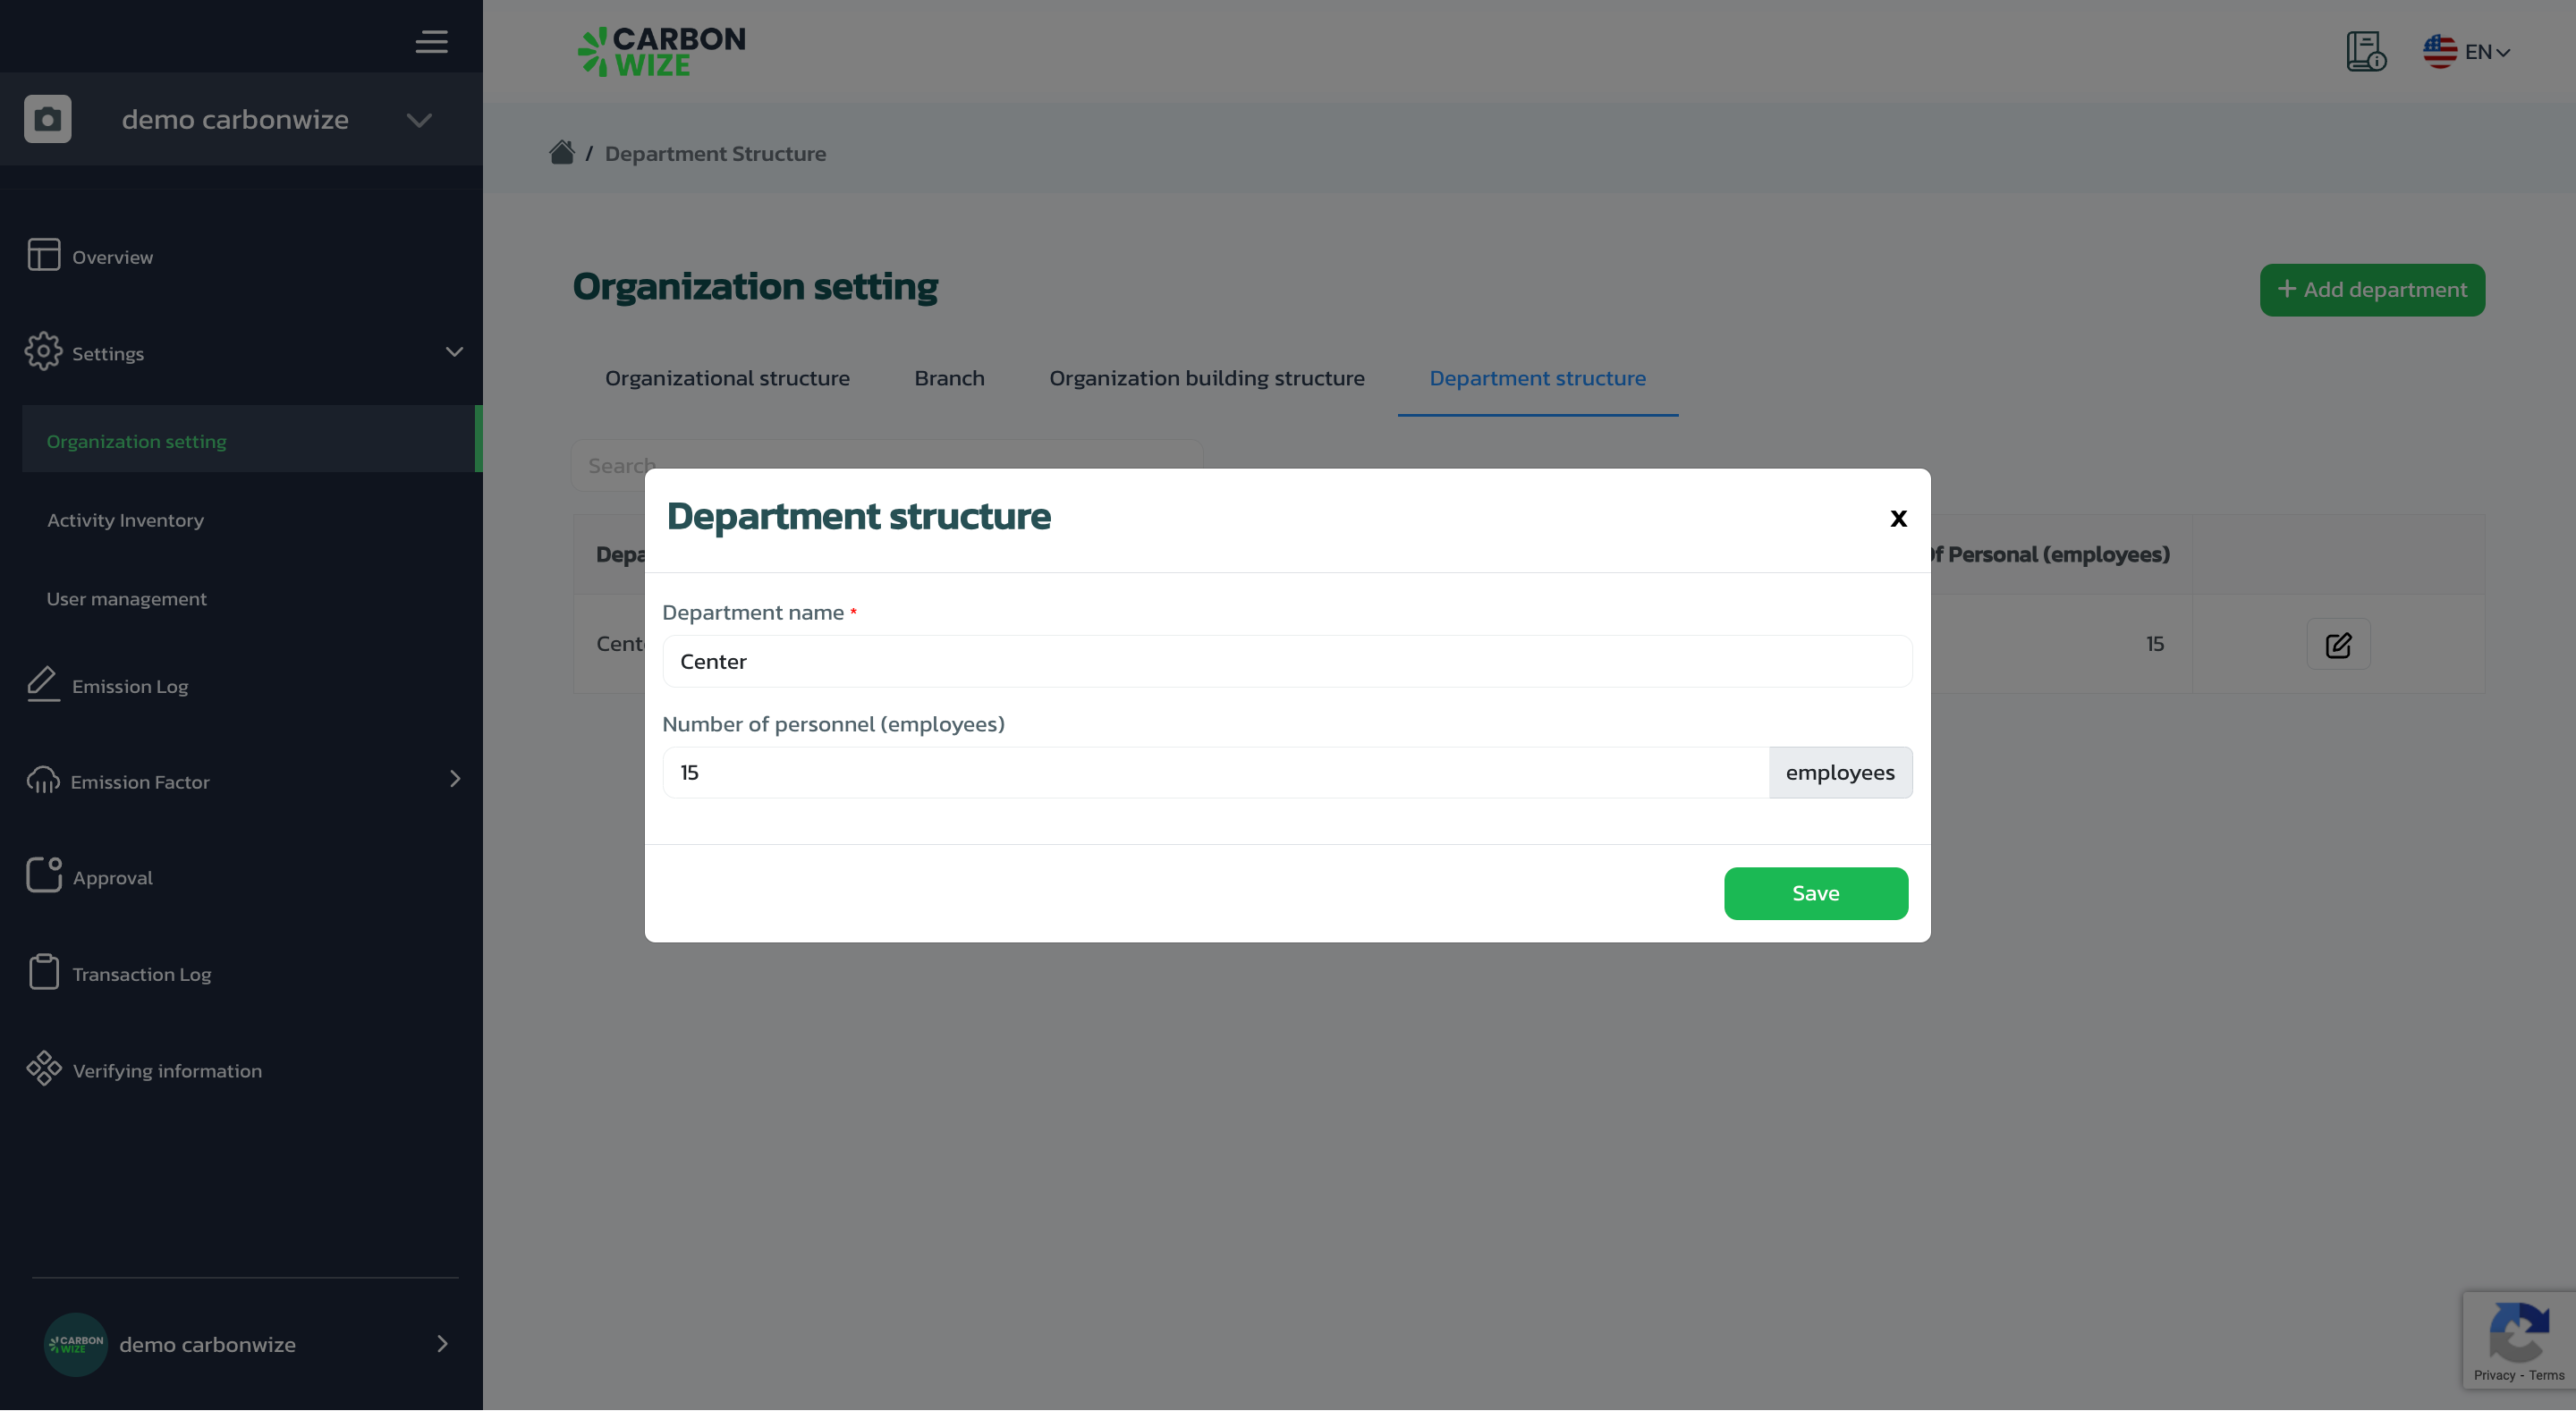 CARBON
WIZE
EN
demo carbonwize
/ Department Structure
Overview
Organization setting
+ Add department
Settings
Organizational structure
Branch
Organization building structure
Department structure
Organization setting
Search
Department structure
x
Activity Inventory
Of Personal (employees)
User management
Department name *
15
Center
Emission Log
Number of personnel (employees)
15
employees
Emission Factor
Approval
Save
Transaction Log
Verifying information
CARBON
WIZE
demo carbonwize
Privacy - Terms